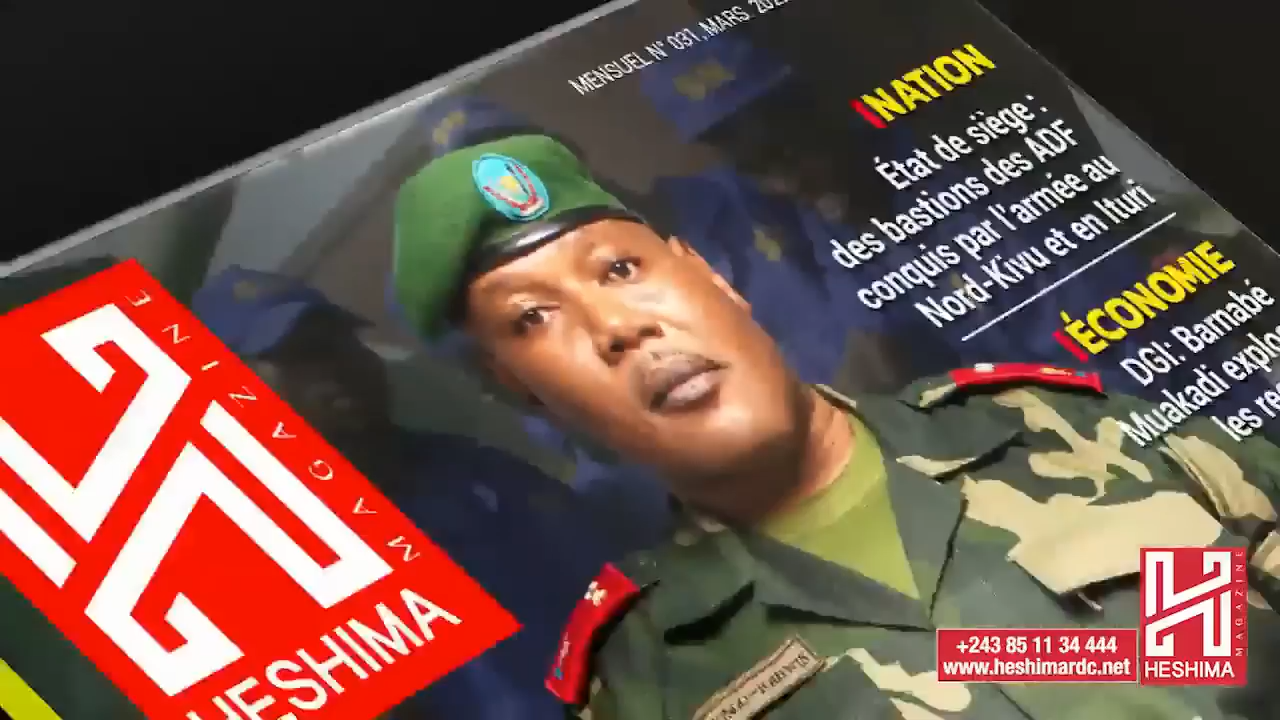 MENSUEL N° 031, MARS
NATION
État de siège :
des bastions des ADF
conquis par l'armée au
Nord-Kivu et en Ituri
ÉCONOMIE
DGI: Barnabé
Muakadi
les
MAGAZINE
HESHIMA
+243 85 11 34 444
www.heshimardc.net
MAGAZINE
HESHIMA